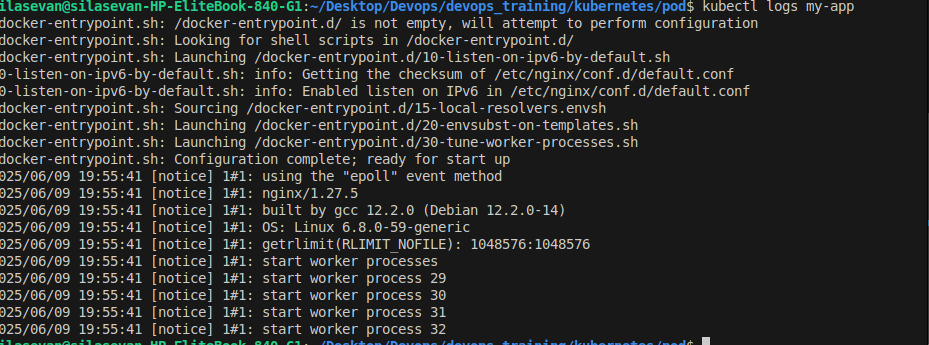 silasevan@silasevan-HP-EliteBook-840-G1:~/Desktop/Devops/devops_training/kubernetes/pod$ kubectl logs my-app
docker-entrypoint.sh: /docker-entrypoint.d/ is not empty, will attempt to perform configuration
docker-entrypoint.sh: Looking for shell scripts in /docker-entrypoint.d/
docker-entrypoint.sh: Launching /docker-entrypoint.d/10-listen-on-ipv6-by-default.sh
0-listen-on-ipv6-by-default.sh: info: Getting the checksum of /etc/nginx/conf.d/default.conf
0-listen-on-ipv6-by-default.sh: info: Enabled listen on IPv6 in /etc/nginx/conf.d/default.conf
docker-entrypoint.sh: Sourcing /docker-entrypoint.d/15-local-resolvers.envsh
docker-entrypoint.sh: Launching /docker-entrypoint.d/20-envsubst-on-templates.sh
docker-entrypoint.sh: Launching /docker-entrypoint.d/30-tune-worker-processes.sh
docker-entrypoint.sh: Configuration complete; ready for start up
025/06/09 19:55:41 [notice] 1#1: using the "epoll" event method
025/06/09 19:55:41 [notice] 1#1: nginx/1.27.5
025/06/09 19:55:41 [notice] 1#1: built by gcc 12.2.0 (Debian 12.2.0-14)
025/06/09 19:55:41 [notice] 1#1: OS: Linux 6.8.0-59-generic
025/06/09 19:55:41 [notice] 1#1: getrlimit(RLIMIT_NOFILE): 1048576:1048576
025/06/09 19:55:41 [notice] 1#1: start worker processes
025/06/09 19:55:41 [notice] 1#1: start worker process 29
025/06/09 19:55:41 [notice] 1#1: start worker process 30
025/06/09 19:55:41 [notice] 1#1: start worker process 31
025/06/09 19:55:41 [notice] 1#1: start worker process 32
silasevan@silasevan-HP-EliteBook-840-G1:~/Desktop/Devops/devops_training/kubernetes/pod$